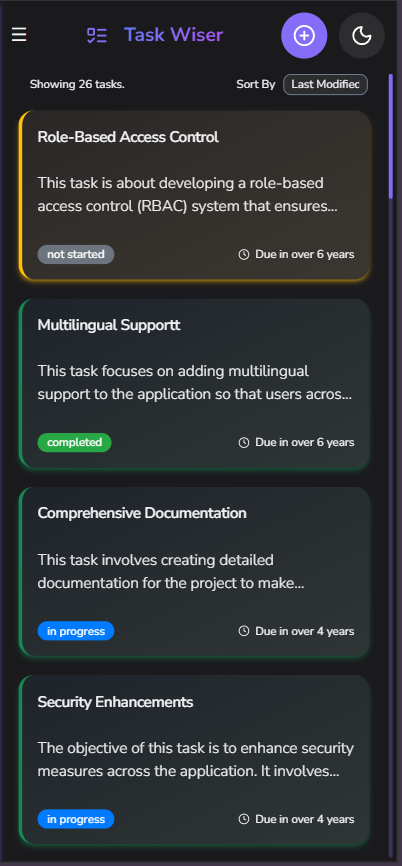 Task Wiser
Showing 26 tasks.
Sort By
Last Modified
Role-Based Access Control
This task is about developing a role-based
access control (RBAC) system that ensures...
not started
Due in over 6 years
Multilingual Supportt
This task focuses on adding multilingual
support to the application so that users acros...
completed
Due in over 6 years
Comprehensive Documentation
This task involves creating detailed
documentation for the project to make...
in progress
Due in over 4 years
Security Enhancements
The objective of this task is to enhance security
measures across the application. It involves...
in progress
Due in over 4 years